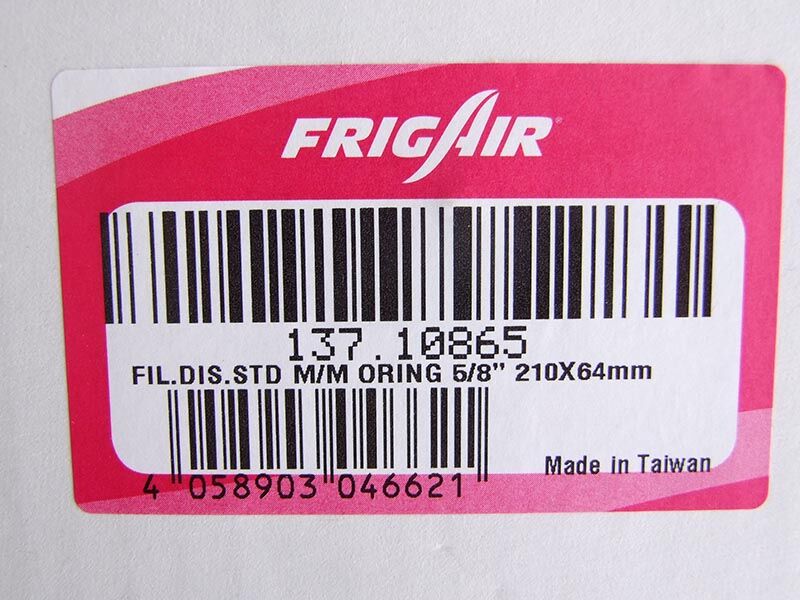 FRIGAIR
137.10865
FIL.DIS.STD M/M ORING 5/8" 210X64mm
Made in Taiwan
4 058903 046621